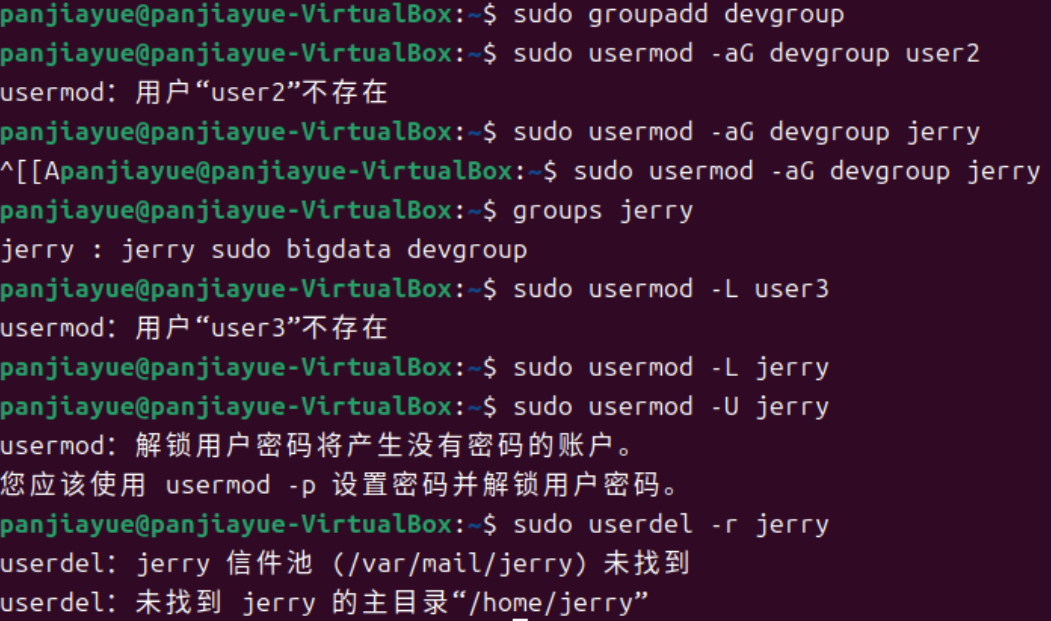 panjiayue@panjiayue-VirtualBox:~$ sudo groupadd devgroup
panjiayue@panjiayue-VirtualBox:~$ sudo usermod -aG devgroup user2
usermod：用户“user2”不存在
panjiayue@panjiayue-VirtualBox:~$ sudo usermod -aG devgroup jerry
^[[Apanjiayue@panjiayue-VirtualBox:~$ sudo usermod -aG devgroup jerry
panjiayue@panjiayue-VirtualBox:~$ groups jerry
jerry : jerry sudo bigdata devgroup
panjiayue@panjiayue-VirtualBox:~$ sudo usermod -L user3
usermod：用户“user3”不存在
panjiayue@panjiayue-VirtualBox:~$ sudo usermod -L jerry
panjiayue@panjiayue-VirtualBox:~$ sudo usermod -U jerry
usermod：解锁用户密码将产生没有密码的账户。
您应该使用 usermod -p 设置密码并解锁用户密码。
panjiayue@panjiayue-VirtualBox:~$ sudo userdel -r jerry
userdel：jerry 信件池 (/var/mail/jerry) 未找到
userdel：未找到 jerry 的主目录“/home/jerry”